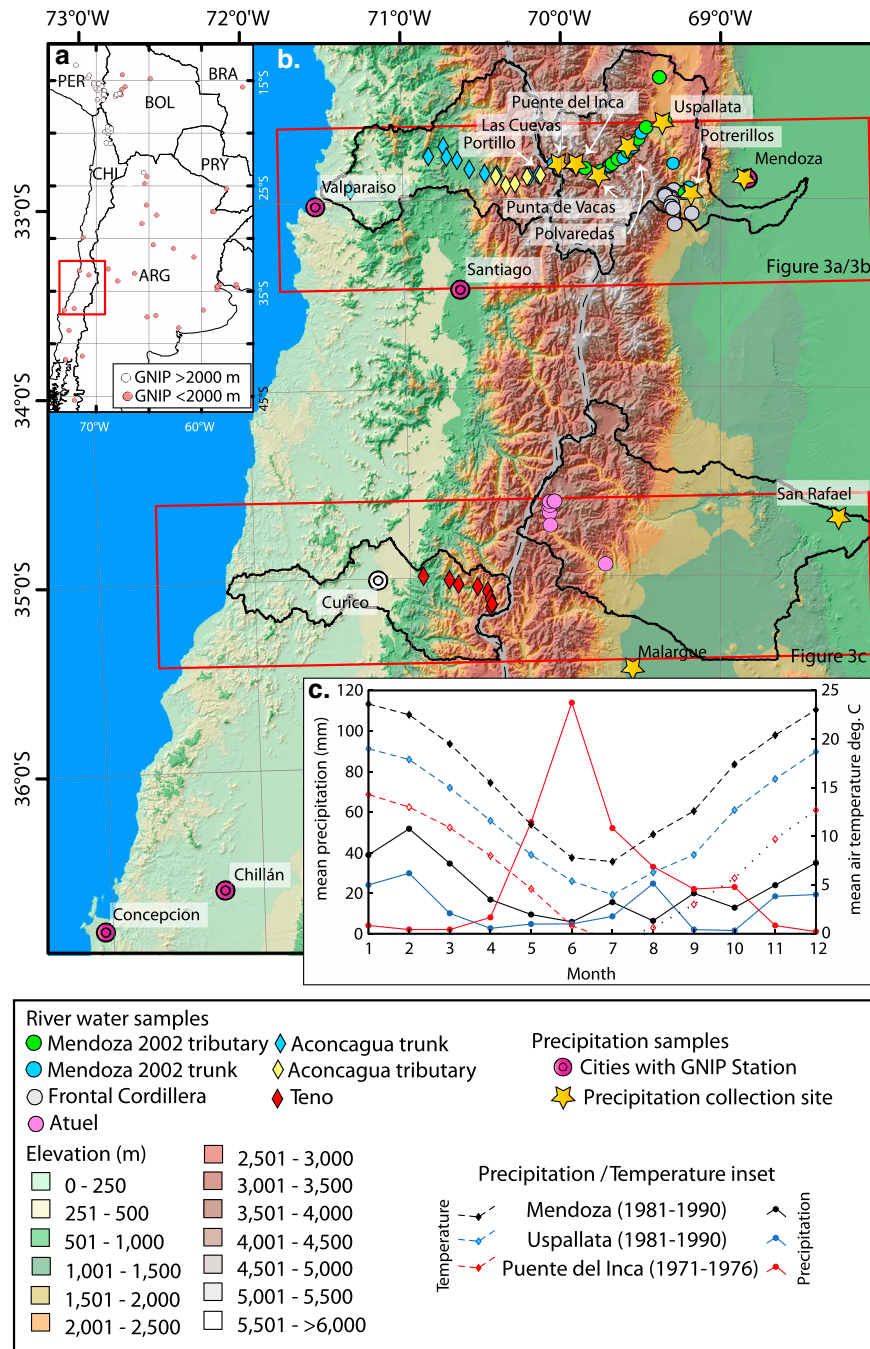 73°0'W 72°0'W 71°0'W 70°0'W 69°0'W
a
PER
BRA
BOL
15°S
CHL
PRY
25°S
ARG
35°S
45°S
GNIP >2000 m
GNIP <2000 m
70°W 60°W
b.
33°0'S
34°0'S
35°0'S
36°0'S
Puente del Inca
Uspallata
Las Cuevas
Portillo
Potrerillos
Mendoza
Valparaiso
Punta de Vacas
Polvaredas
Santiago
Figure 3a/3b
San Rafael
Curico
Malargue
Figure 3c
Chillán
Concepcion
c.
mean precipitation (mm)
120
100
80
60
40
20
0
mean air temperature deg. C
25
20
15
10
5
0
1 2 3 4 5 6 7 8 9 10 11 12
Month
River water samples
Mendoza 2002 tributary
Mendoza 2002 trunk
Frontal Cordillera
Atuel
Aconcagua trunk
Aconcagua tributary
Teno
Precipitation samples
Cities with GNIP Station
Precipitation collection site
Elevation (m)
0 - 250
251 - 500
501 - 1,000
1,001 - 1,500
1,501 - 2,000
2,001 - 2,500
2,501 - 3,000
3,001 - 3,500
3,501 - 4,000
4,001 - 4,500
4,501 - 5,000
5,001 - 5,500
5,501 - >6,000
Precipitation /Temperature inset
Temperature
Mendoza (1981-1990)
Uspallata (1981-1990)
Puente del Inca (1971-1976)
Precipitation